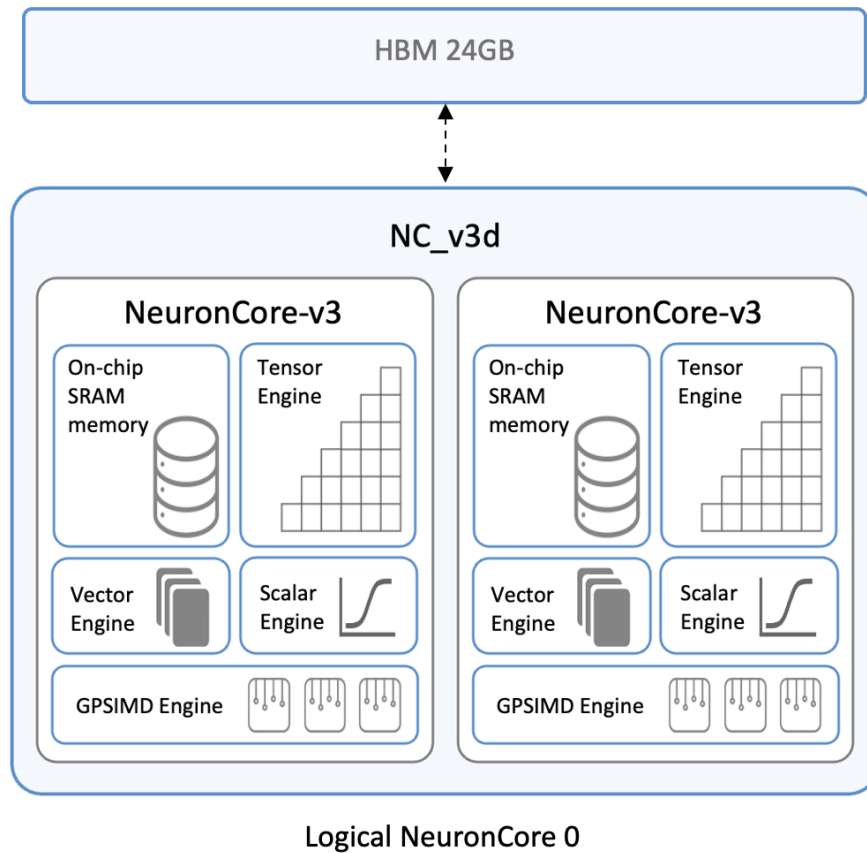 HBM 24GB
NC_v3d
NeuronCore-v3
On-chip
SRAM
memory
Tensor
Engine
Vector
Engine
Scalar
Engine
GPSIMD Engine
NeuronCore-v3
On-chip
SRAM
memory
Tensor
Engine
Vector
Engine
Scalar
Engine
GPSIMD Engine
Logical NeuronCore 0